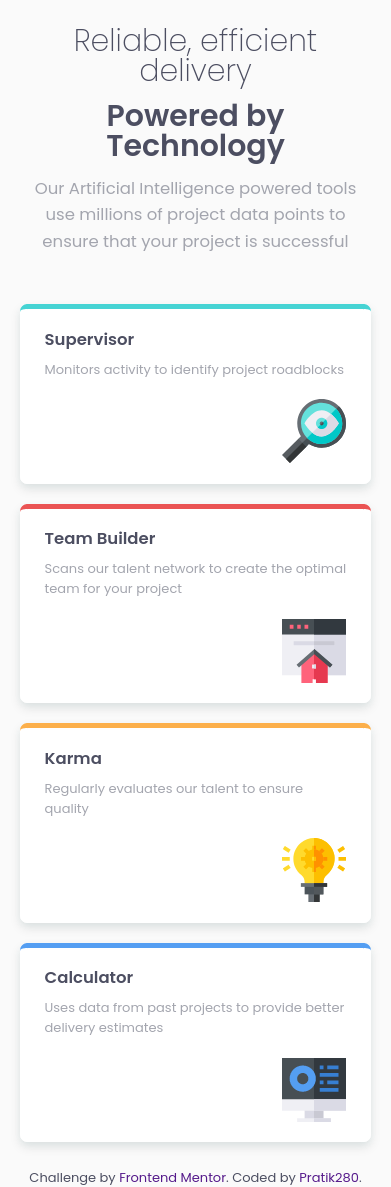 Reliable, efficient
delivery
Powered by
Technology
Our Artificial Intelligence powered tools
use millions of project data points to
ensure that your project is successful
Supervisor
Monitors activity to identify project roadblocks
Team Builder
Scans our talent network to create the optimal
team for your project
Karma
Regularly evaluates our talent to ensure
quality
Calculator
Uses data from past projects to provide better
delivery estimates
Challenge by Frontend Mentor. Coded by Pratik280.